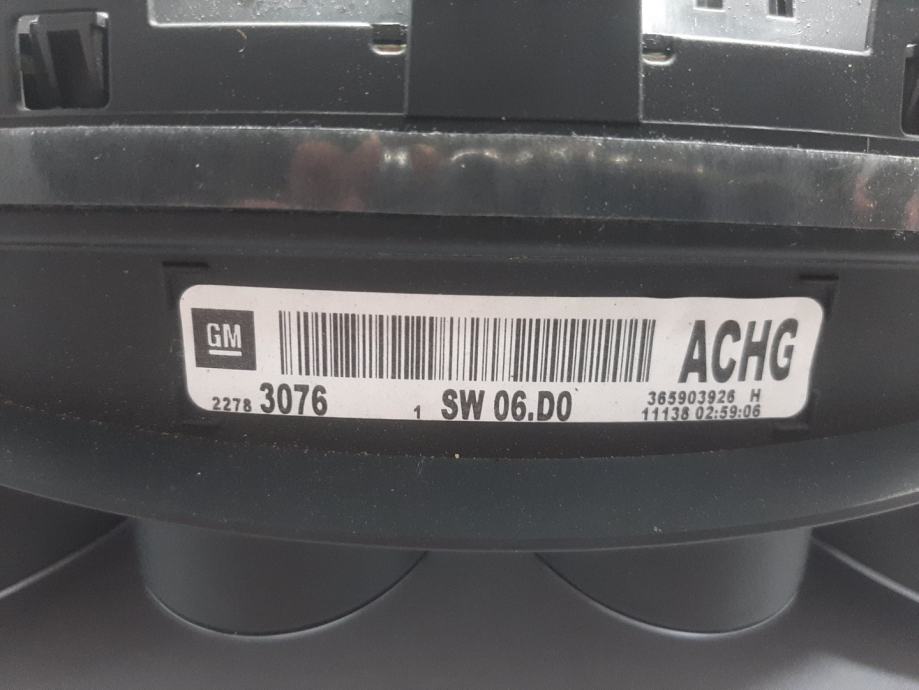 GM
ACHG
2278 3076
1 SW 06.D0
365903926 H
11138 02:59:06